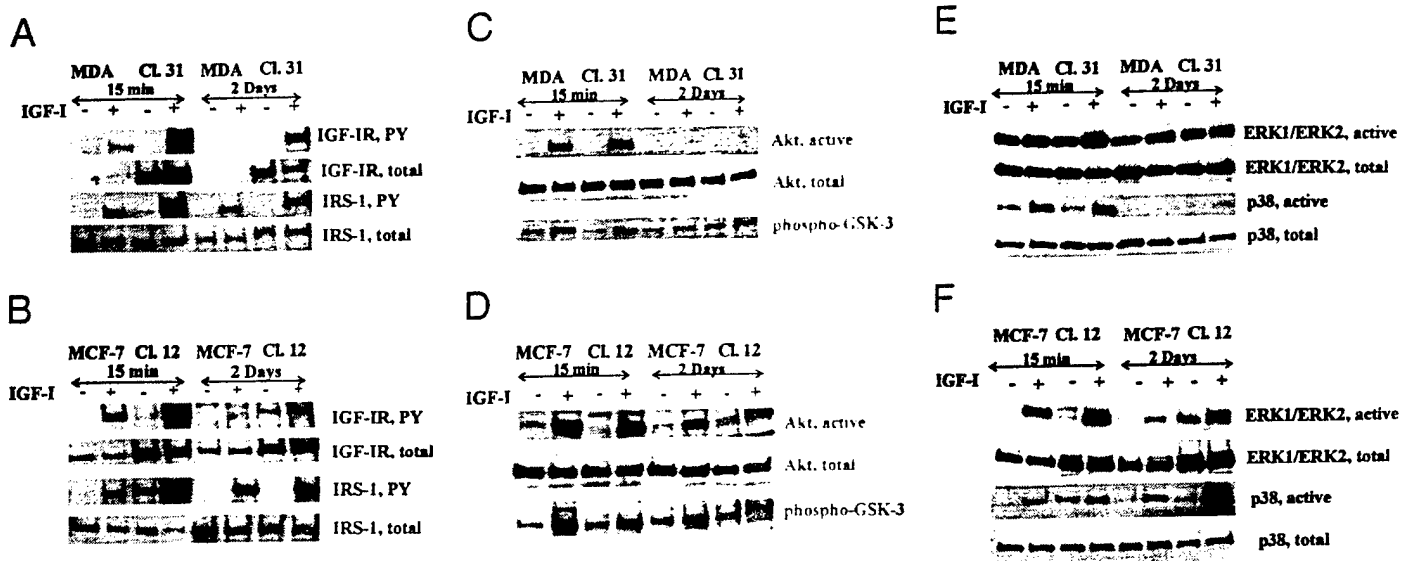 A
MDA Cl. 31 MDA Cl. 31
15 min 2 Days
IGF-I - + - + - + - +
IGF-IR, PY
IGF-IR, total
IRS-1, PY
IRS-1, total
B
MCF-7 Cl. 12 MCF-7 Cl. 12
15 min 2 Days
IGF-I - + - + - + - +
IGF-IR, PY
IGF-IR, total
IRS-1, PY
IRS-1, total
C
MDA Cl. 31 MDA Cl. 31
15 min 2 Days
IGF-I - + - + - + - +
Akt, active
Akt, total
phospho-GSK-3
D
MCF-7 Cl. 12 MCF-7 Cl. 12
15 min 2 Days
IGF-I - + - + - + - +
Akt, active
Akt, total
phospho-GSK-3
E
MDA Cl. 31 MDA Cl. 31
15 min 2 Days
IGF-I - + - + - + - +
ERK1/ERK2, active
ERK1/ERK2, total
p38, active
p38, total
F
MCF-7 Cl. 12 MCF-7 Cl. 12
15 min 2 Days
IGF-I - + - + - + - +
ERK1/ERK2, active
ERK1/ERK2, total
p38, active
p38, total